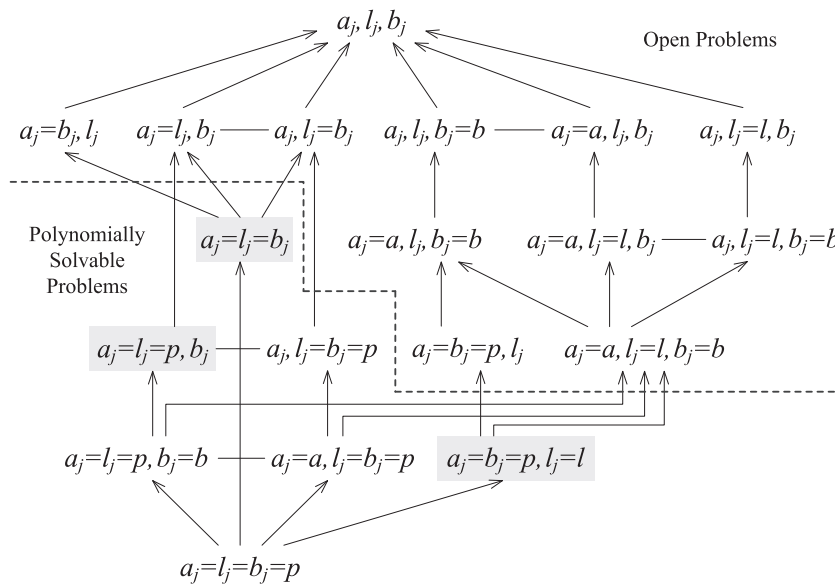 a_j, l_j, b_j
Open Problems
a_j=b_j, l_j
a_j=l_j, b_j
a_j, l_j=b_j
a_j, l_j, b_j=b
a_j=a, l_j, b_j
a_j, l_j=l, b_j
Polynomially
Solvable
Problems
a_j=l_j=b_j
a_j=a, l_j, b_j=b
a_j=a, l_j=l, b_j
a_j, l_j=l, b_j=b
a_j=l_j=p, b_j
a_j, l_j=b_j=p
a_j=b_j=p, l_j
a_j=a, l_j=l, b_j=b
a_j=l_j=p, b_j=b
a_j=a, l_j=b_j=p
a_j=b_j=p, l_j=l
a_j=l_j=b_j=p